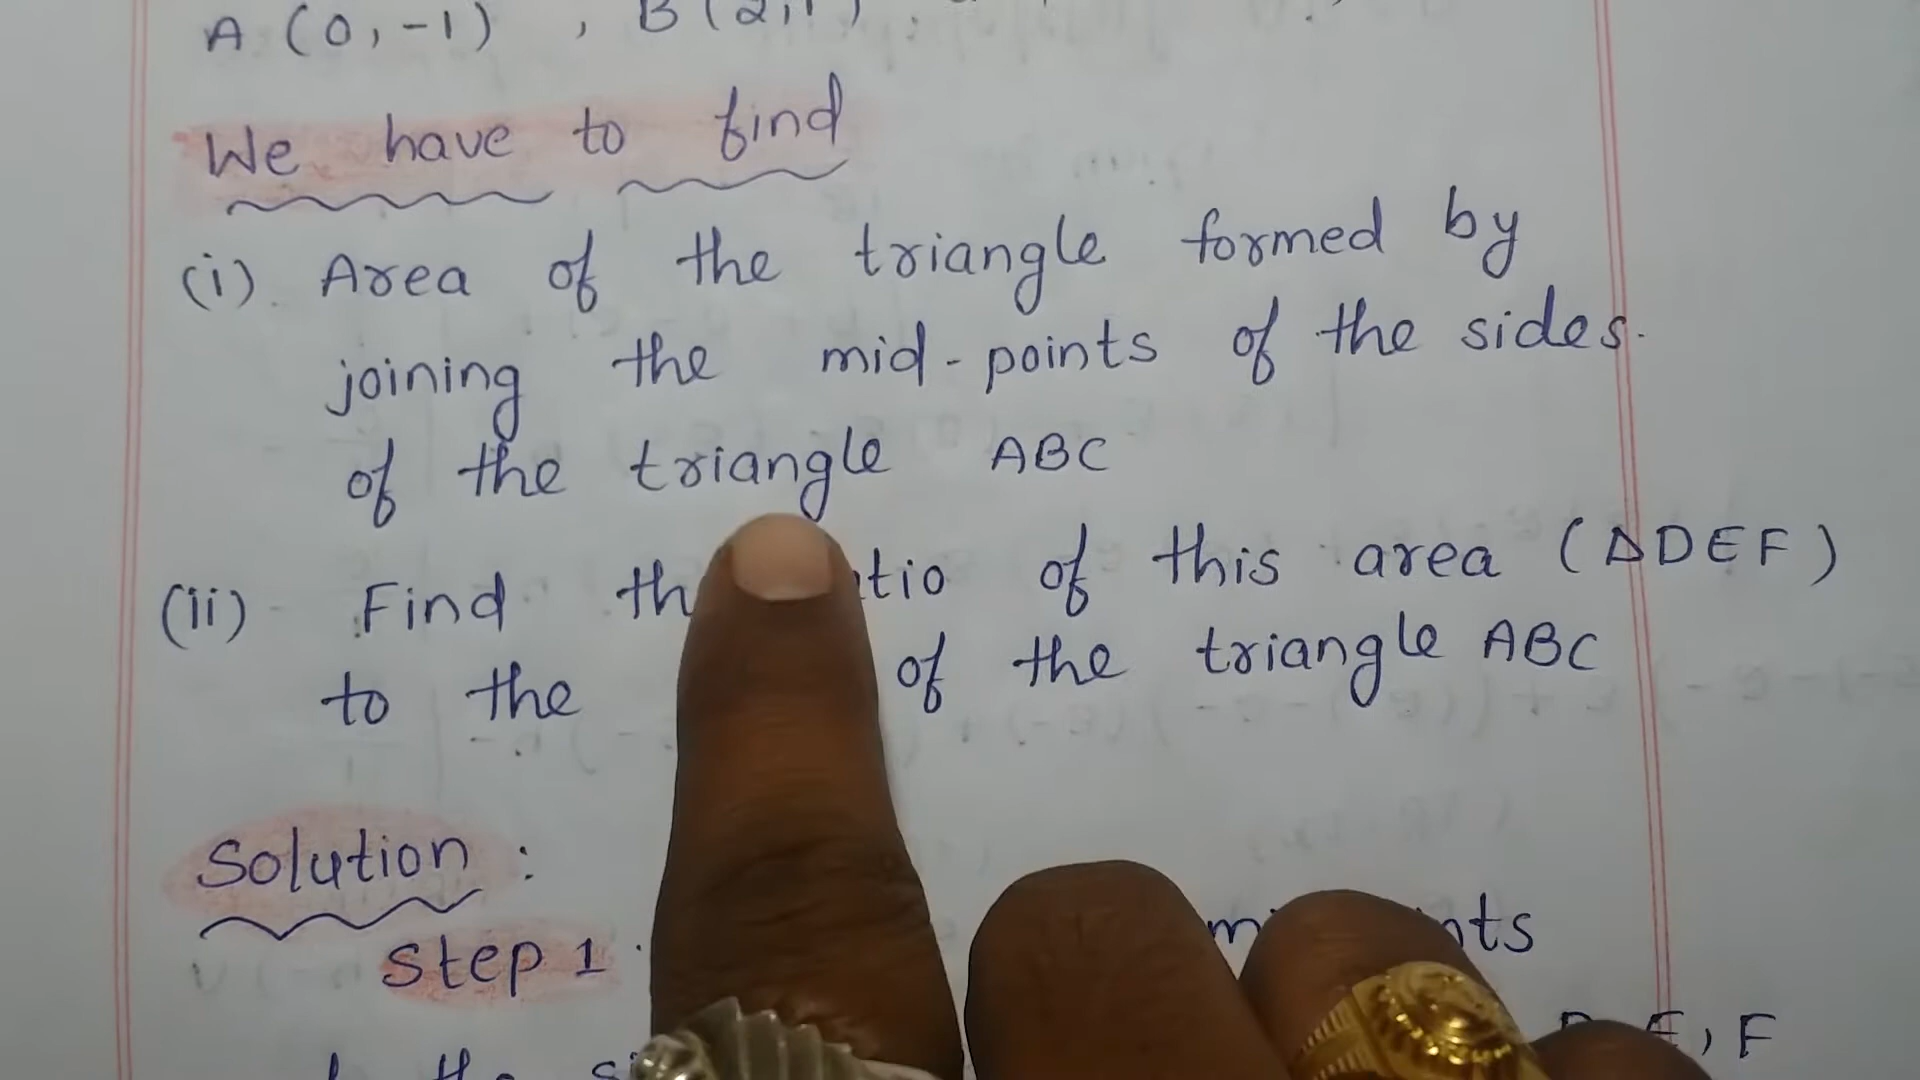 A (0,-1) , B (2,1)
We have to find
(i) Area of the triangle formed by
joining the mid-points of the sides.
of the triangle ABC
(ii) Find tio of this area (ΔDEF)
to the of the triangle ABC
Solution :
Step 1
E, F